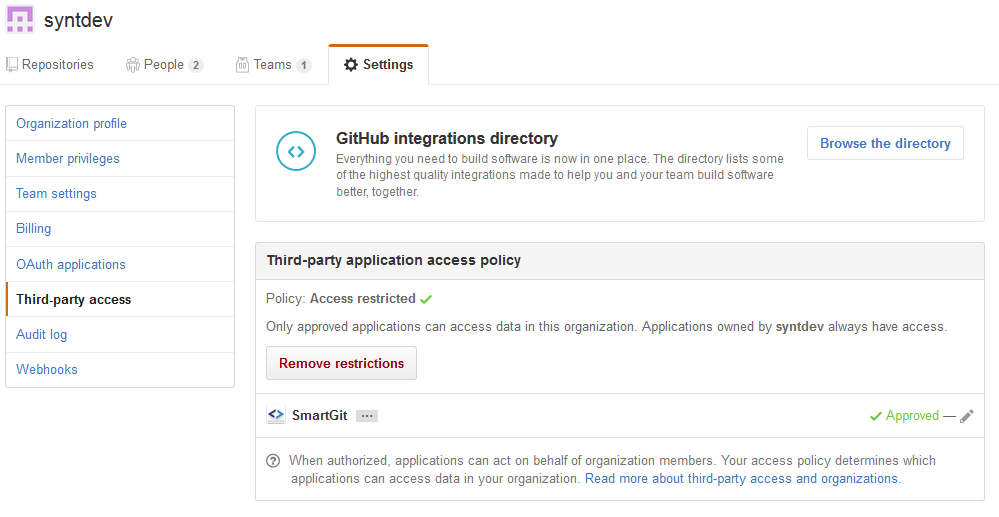 syntdev
Repositories People 2 Teams 1 Settings
Organization profile
Member privileges
Team settings
Billing
OAuth applications
Third-party access
Audit log
Webhooks
GitHub integrations directory
Everything you need to build software is now in one place. The directory lists some
of the highest quality integrations made to help you and your team build software
better, together.
Browse the directory
Third-party application access policy
Policy: Access restricted
Only approved applications can access data in this organization. Applications owned by syntdev always have access.
Remove restrictions
SmartGit ... Approved —
When authorized, applications can act on behalf of organization members. Your access policy determines which
applications can access data in your organization. Read more about third-party access and organizations.